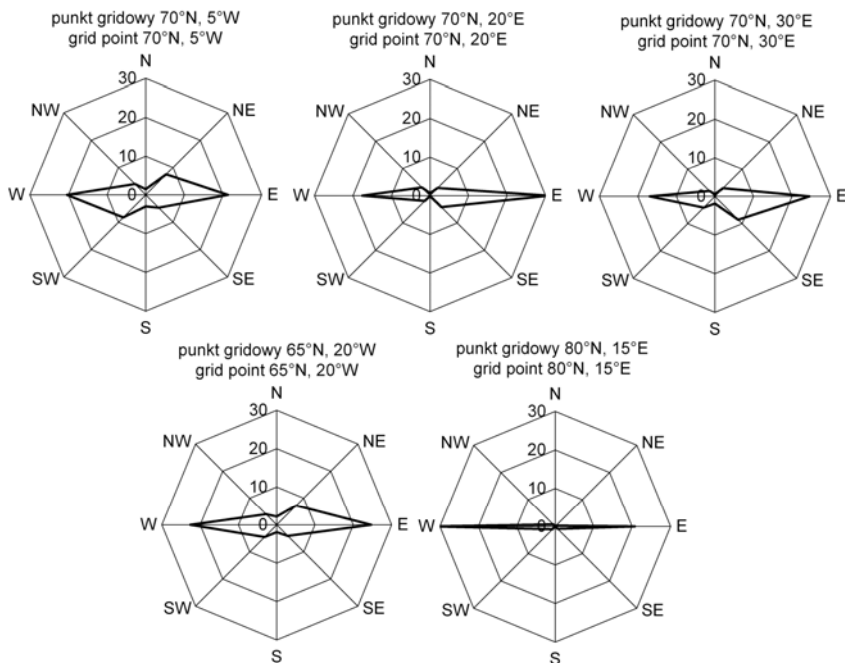 punkt gridowy 70°N, 5°W
grid point 70°N, 5°W
N
30
NW
NE
20
10
W
0
E
SW
SE
S
punkt gridowy 70°N, 20°E
grid point 70°N, 20°E
N
30
NW
NE
20
10
W
0
E
SW
SE
S
punkt gridowy 70°N, 30°E
grid point 70°N, 30°E
N
30
NW
NE
20
10
W
0
E
SW
SE
S
punkt gridowy 65°N, 20°W
grid point 65°N, 20°W
N
30
NW
NE
20
10
W
0
E
SW
SE
S
punkt gridowy 80°N, 15°E
grid point 80°N, 15°E
N
30
NW
NE
20
10
W
0
E
SW
SE
S